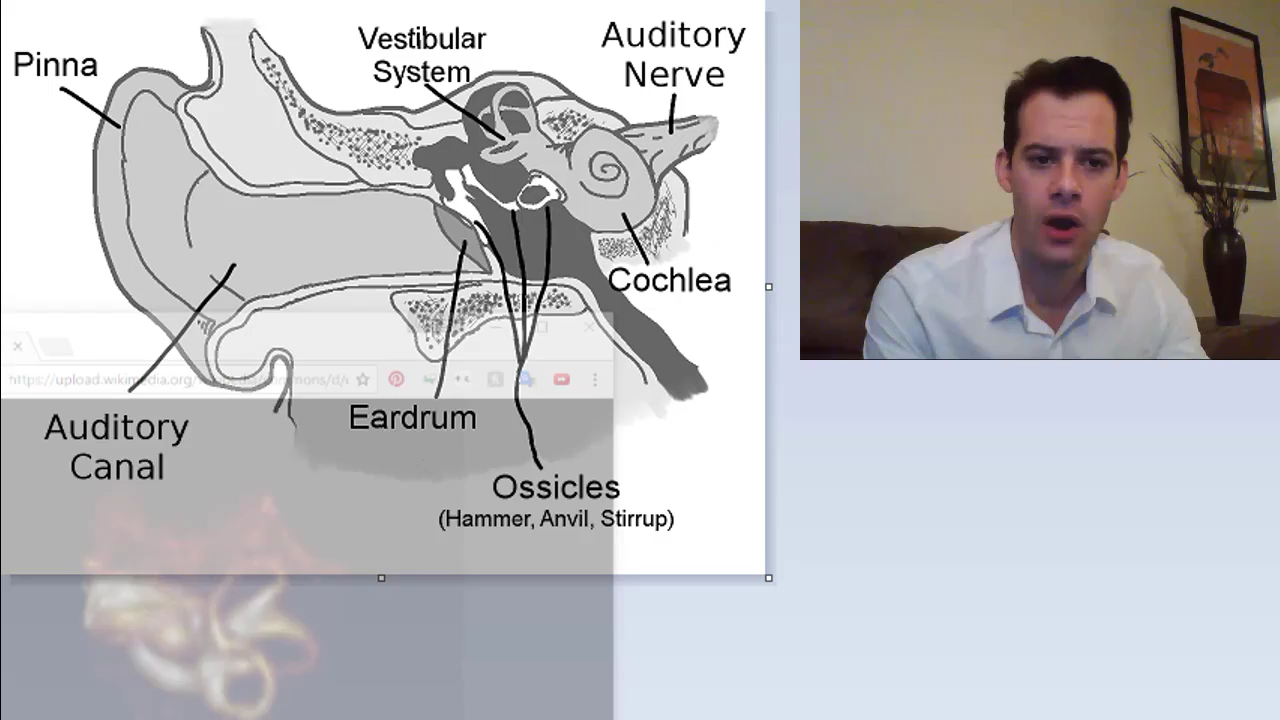 Pinna
Vestibular
System
Auditory
Nerve
Cochlea
Auditory
Canal
Eardrum
Ossicles
(Hammer, Anvil, Stirrup)